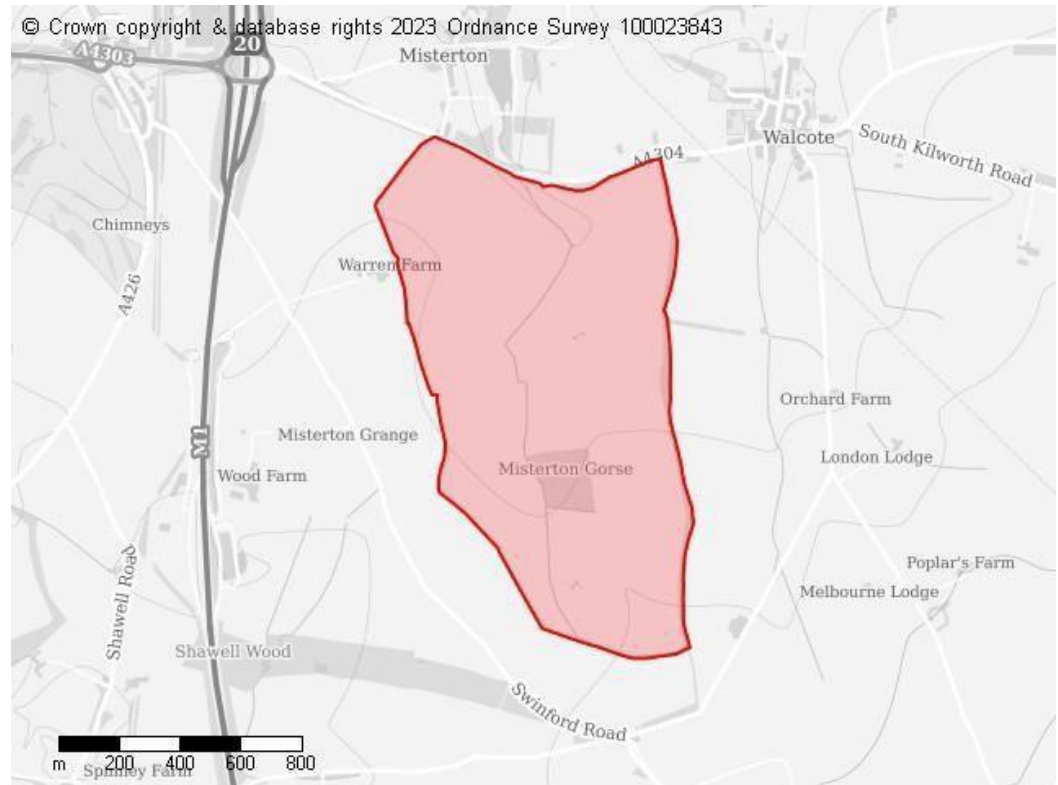 © Crown copyright & database rights 2023 Ordnance Survey 100023843
A4303
20
Misterton
A4304
Walcote
South Kilworth Road
Chimneys
A426
Warren Farm
Orchard Farm
Misterton Grange
M1
London Lodge
Wood Farm
Misterton Gorse
Poplar's Farm
Melbourne Lodge
Shawell Road
Shawell Wood
Swinford Road
m 200 400 600 800
Spinney Farm